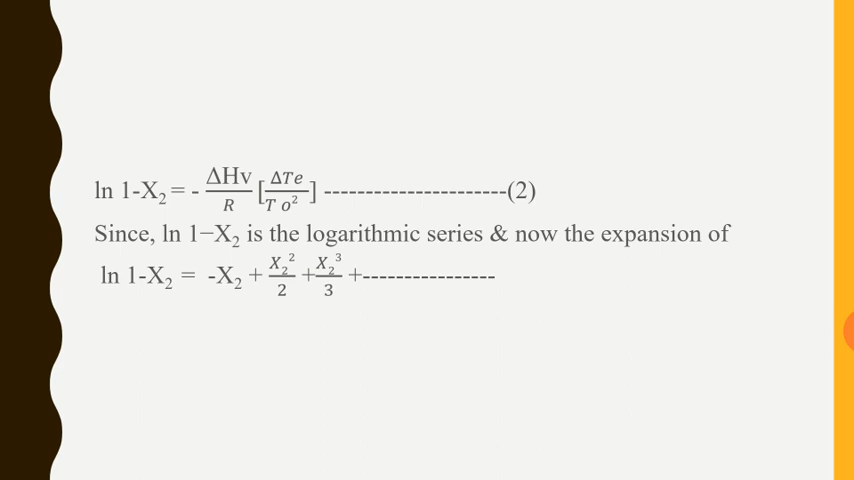 ln 1-X₂ = - ΔHv/R [ΔTe/T o²] ----------------------(2)
Since, ln 1−X₂ is the logarithmic series & now the expansion of
ln 1-X₂ = -X₂ + X₂²/2 + X₂³/3 +----------------